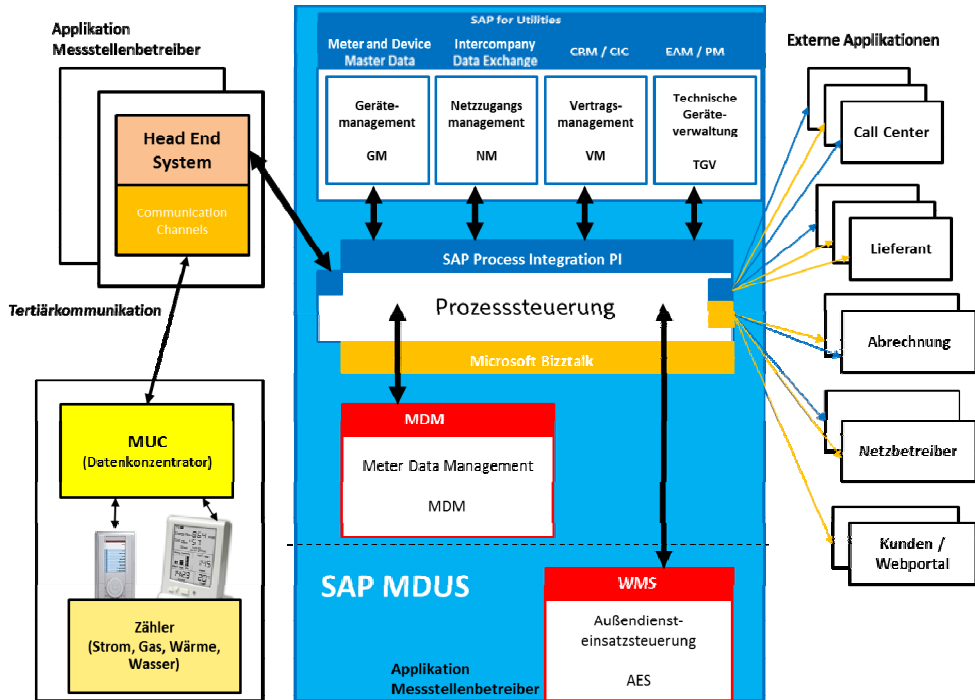 Applikation
Messstellenbetreiber
Head End
System
Communication
Channels
Tertiärkommunikation
MUC
(Datenkonzentrator)
Zähler
(Strom, Gas, Wärme,
Wasser)
SAP for Utilities
Meter and Device
Master Data
Intercompany
Data Exchange
CRM / CIC
EAM / PM
Geräte-
management
GM
Netzzugangs
management
NM
Vertrags-
management
VM
Technische
Geräte-
verwaltung
TGV
SAP Process Integration PI
Prozesssteuerung
Microsoft Bizztalk
MDM
Meter Data Management
MDM
SAP MDUS
WMS
Außendienst-
einsatzsteuerung
AES
Applikation
Messstellenbetreiber
Externe Applikationen
Call Center
Lieferant
Abrechnung
Netzbetreiber
Kunden /
Webportal